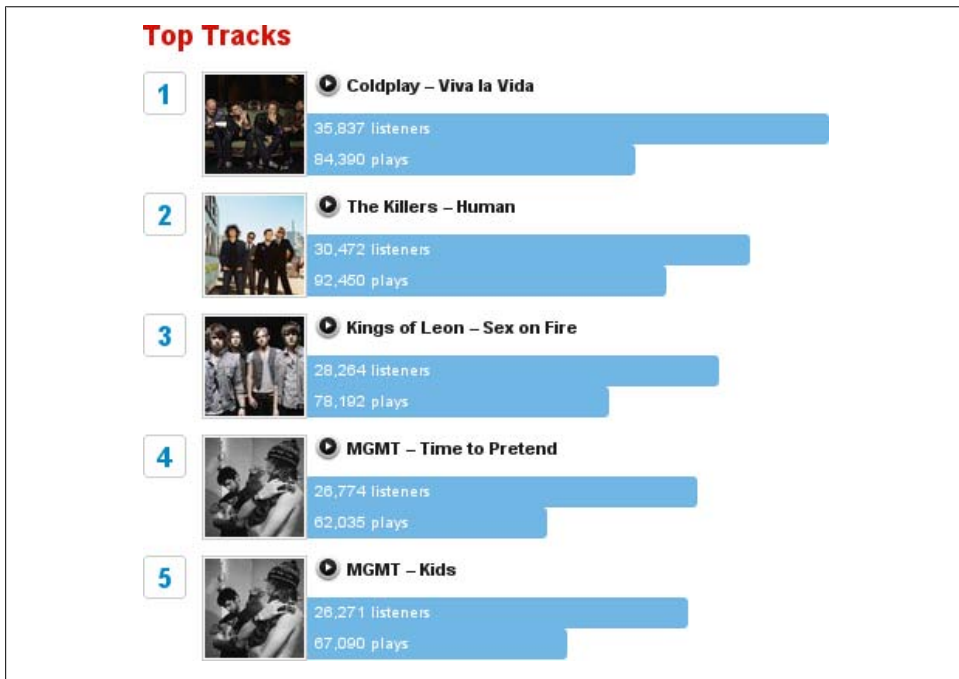 Top Tracks
1
Coldplay – Viva la Vida
35,837 listeners
84,390 plays
2
The Killers – Human
30,472 listeners
92,450 plays
3
Kings of Leon – Sex on Fire
28,264 listeners
78,192 plays
4
MGMT – Time to Pretend
26,774 listeners
62,035 plays
5
MGMT – Kids
26,271 listeners
67,090 plays